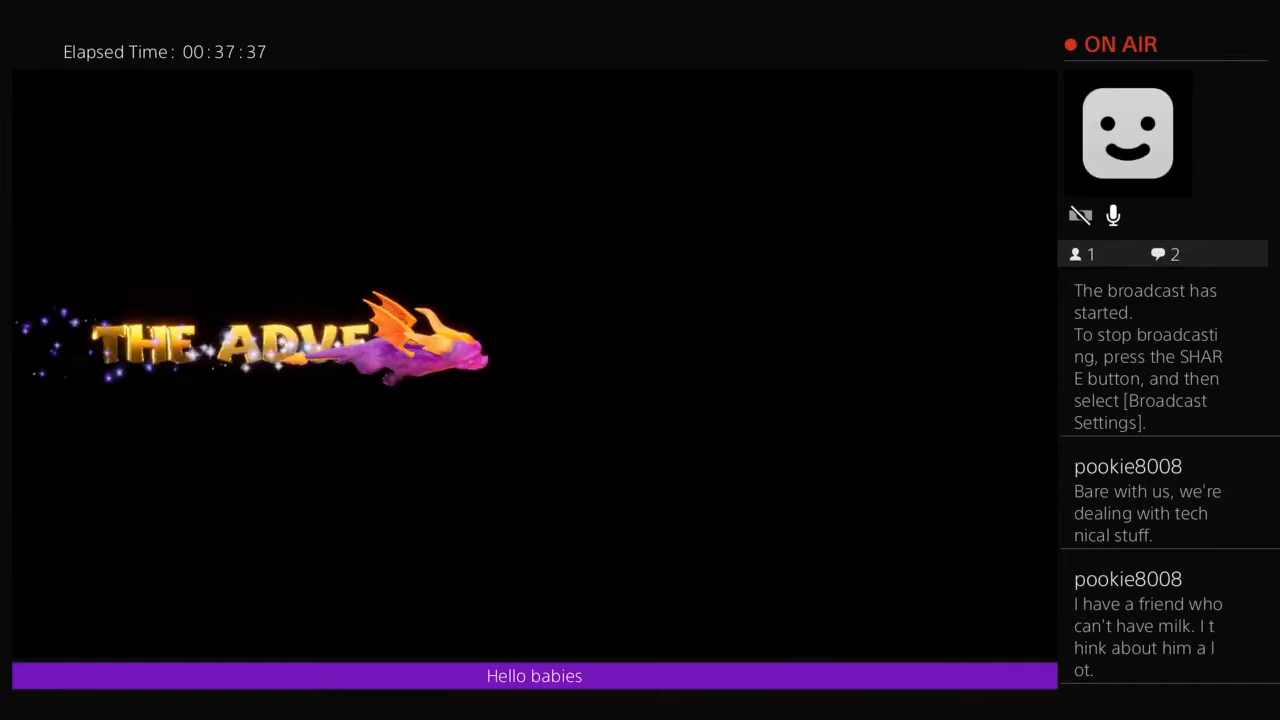 Elapsed Time: 00:37:37
ON AIR
THE ADVE
1
2
The broadcast has
started.
To stop broadcasti
ng, press the SHAR
E button, and then
select [Broadcast
Settings].
pookie8008
Bare with us, we're
dealing with tech
nical stuff.
pookie8008
I have a friend who
can't have milk. I t
hink about him a l
ot.
Hello babies